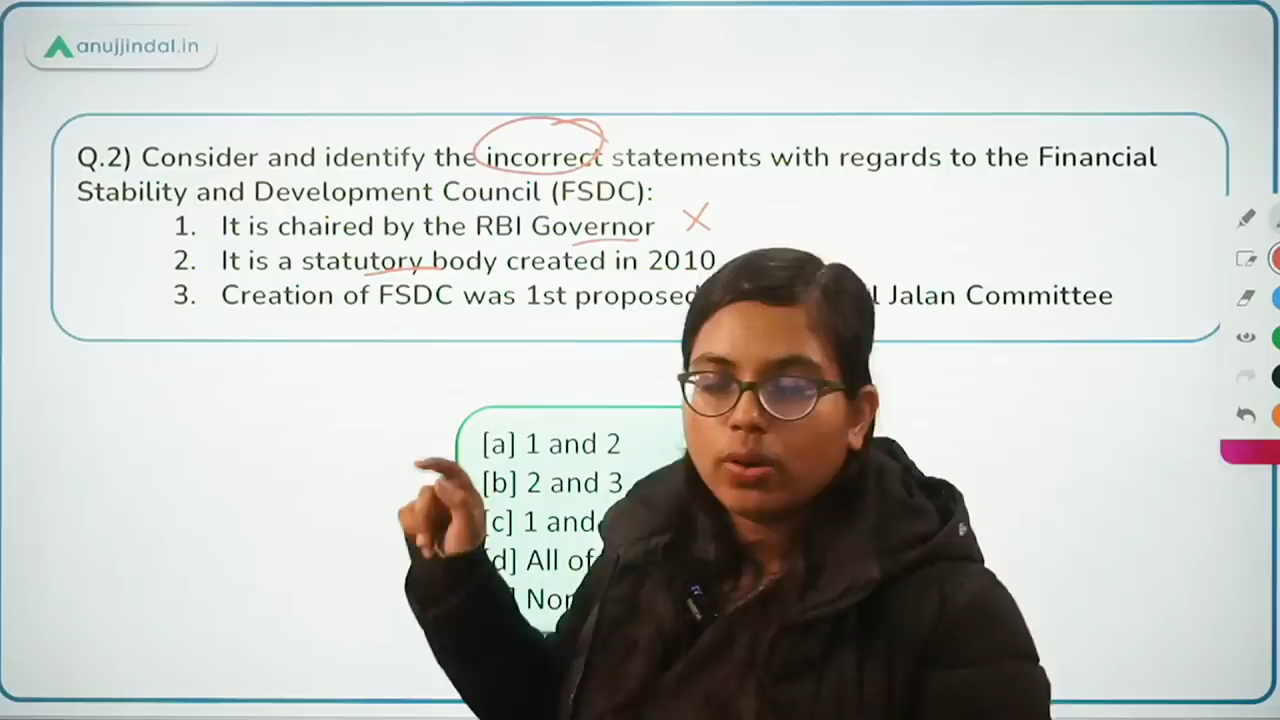 anujjindal.in
Q.2) Consider and identify the incorrect statements with regards to the Financial
Stability and Development Council (FSDC):
1. It is chaired by the RBI Governor
2. It is a statutory body created in 2010
3. Creation of FSDC was 1st proposed Jalan Committee
[a] 1 and 2
[b] 2 and 3
[c] 1 and
[d] All of